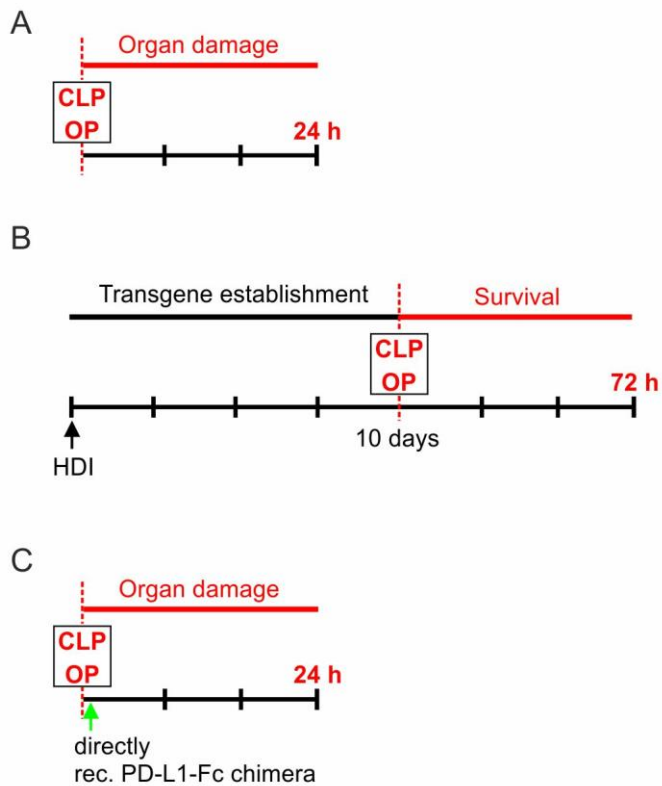 A
Organ damage
CLP
OP
24 h
B
Transgene establishment
Survival
CLP
OP
72 h
10 days
HDI
C
Organ damage
CLP
OP
24 h
directly
rec. PD-L1-Fc chimera